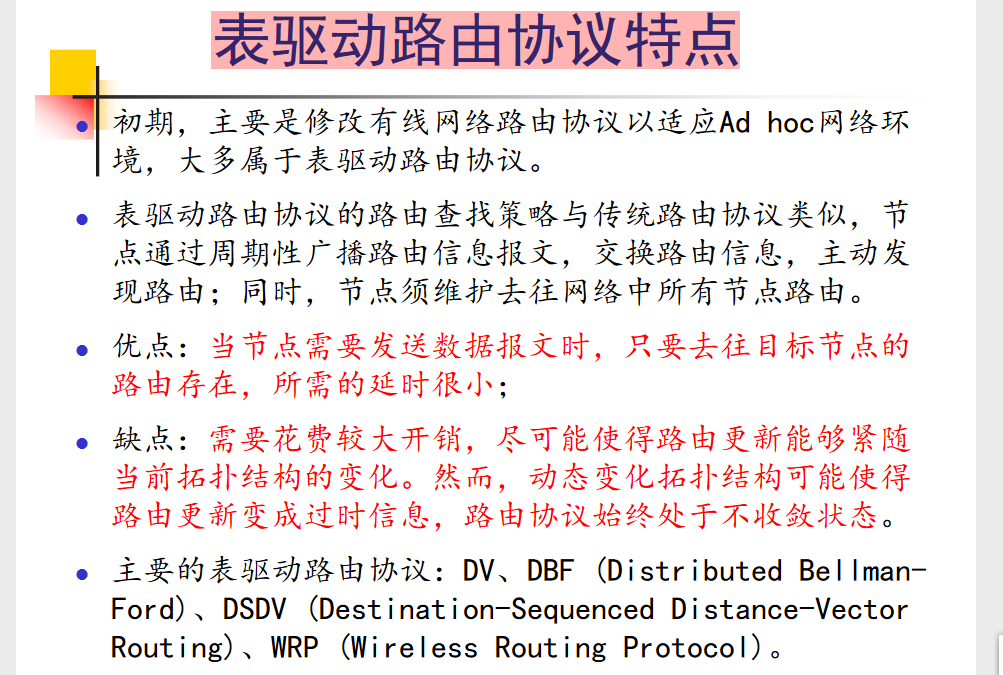 表驱动路由协议特点
初期，主要是修改有线网络路由协议以适应Ad hoc网络环
境，大多属于表驱动路由协议。
表驱动路由协议的路由查找策略与传统路由协议类似，节
点通过周期性广播路由信息报文，交换路由信息，主动发
现路由；同时，节点须维护去往网络中所有节点路由。
优点：当节点需要发送数据报文时，只要去往目标节点的
路由存在，所需的延时很小；
缺点：需要花费较大开销，尽可能使得路由更新能够紧随
当前拓扑结构的变化。然而，动态变化拓扑结构可能使得
路由更新变成过时信息，路由协议始终处于不收敛状态。
主要的表驱动路由协议：DV、DBF (Distributed Bellman-
Ford)、DSDV (Destination-Sequenced Distance-Vector
Routing)、WRP (Wireless Routing Protocol)。